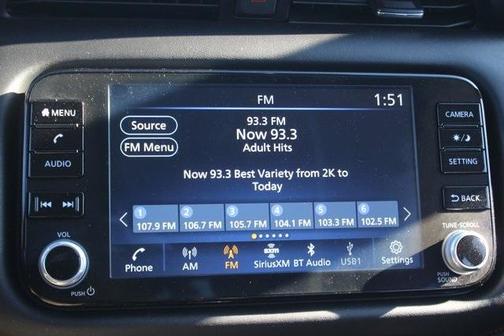 FM
1:51
MENU
AUDIO
VOL
PUSH
Source
FM Menu
93.3 FM
Now 93.3
Adult Hits
Now 93.3 Best Variety from 2K to
Today
1 2 3 4 5 6
107.9 FM 106.7 FM 105.7 FM 104.1 FM 103.3 FM 102.5 FM
Phone AM FM SiriusXM BT Audio USB1 Settings
sxm
CAMERA
SETTING
BACK
TUNE·SCROLL
PUSH
SOUND